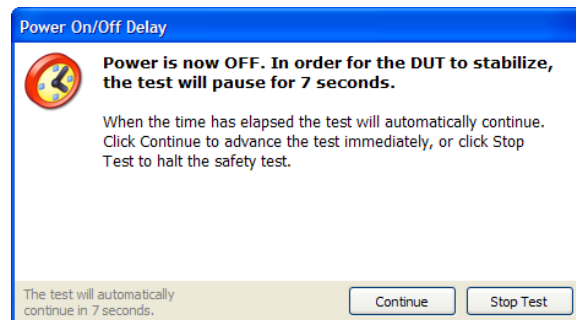 Power On/Off Delay
Power is now OFF. In order for the DUT to stabilize,
the test will pause for 7 seconds.
When the time has elapsed the test will automatically continue.
Click Continue to advance the test immediately, or click Stop
Test to halt the safety test.
The test will automatically
continue in 7 seconds.
Continue
Stop Test